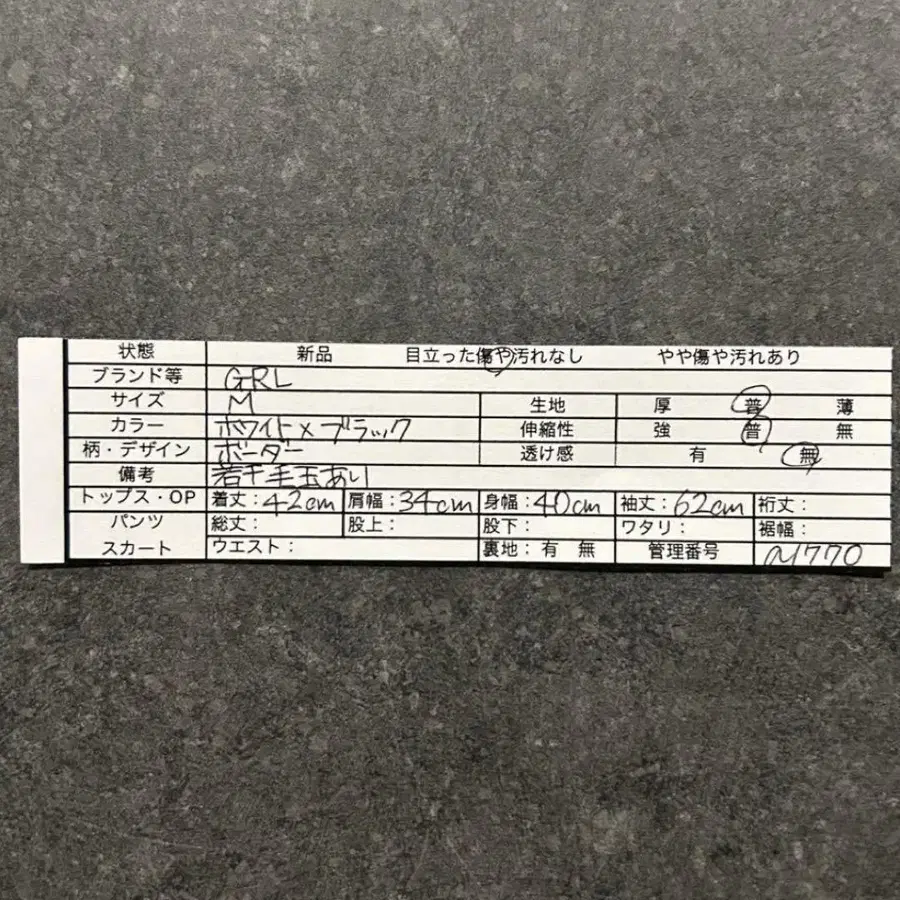 状態 新品 目立った傷や汚れなし やや傷や汚れあり
ブランド等 GRL
サイズ M 生地 厚 普 薄
カラー ホワイト×ブラック 伸縮性 強 普 無
柄・デザイン ボーダー 透け感 有 無
備考 若干毛玉あり
トップス・OP 着丈:42cm 肩幅:34cm 身幅:40cm 袖丈:62cm 裄丈:
パンツ 総丈: 股上: 股下: ワタリ: 裾幅:
スカート ウエスト: 裏地:有 無 管理番号 M770